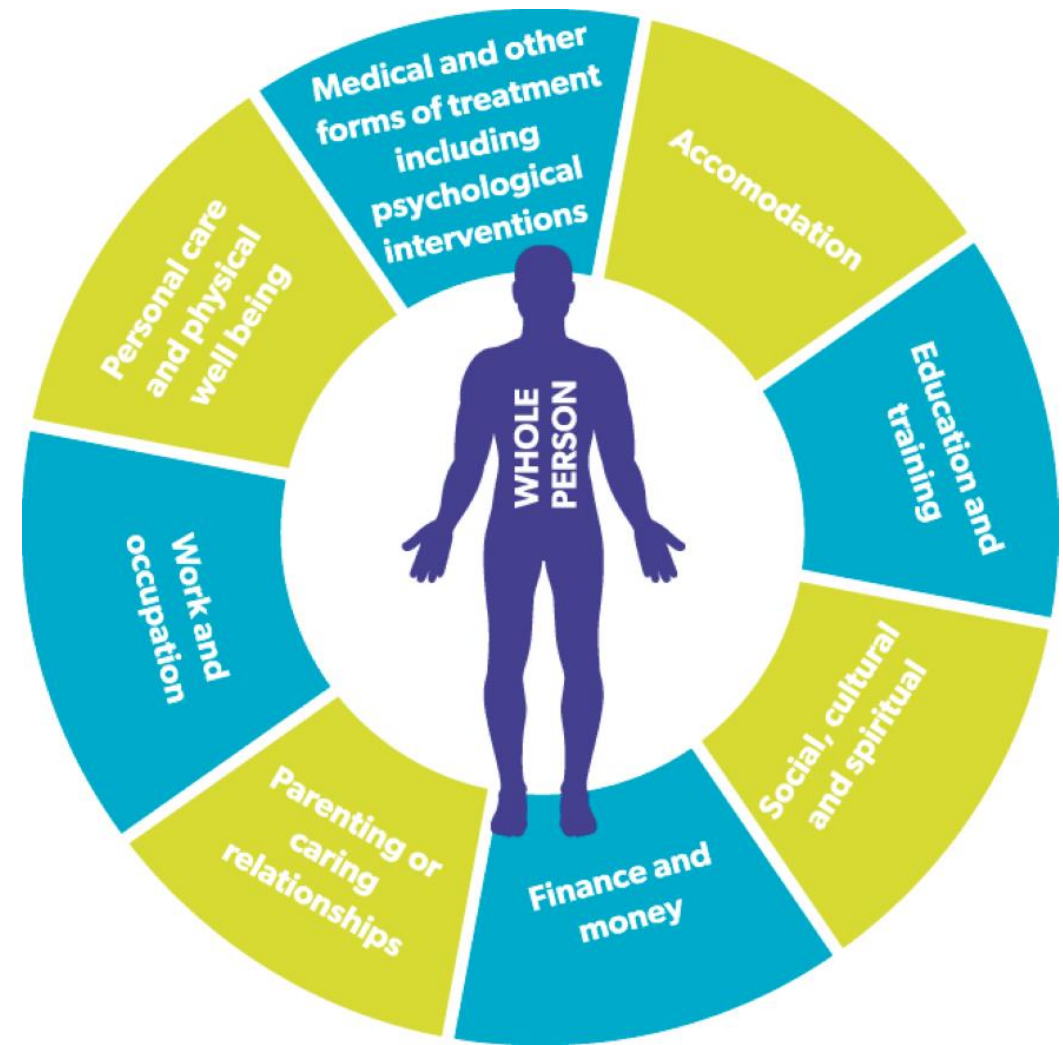 Medical and other
forms of treatment
including
psychological
interventions
Accomodation
Education and
training
Social, cultural
and spiritual
Finance and
money
Parenting or
caring
relationships
Work and
occupation
Personal care
and physical
well being
WHOLE
PERSON